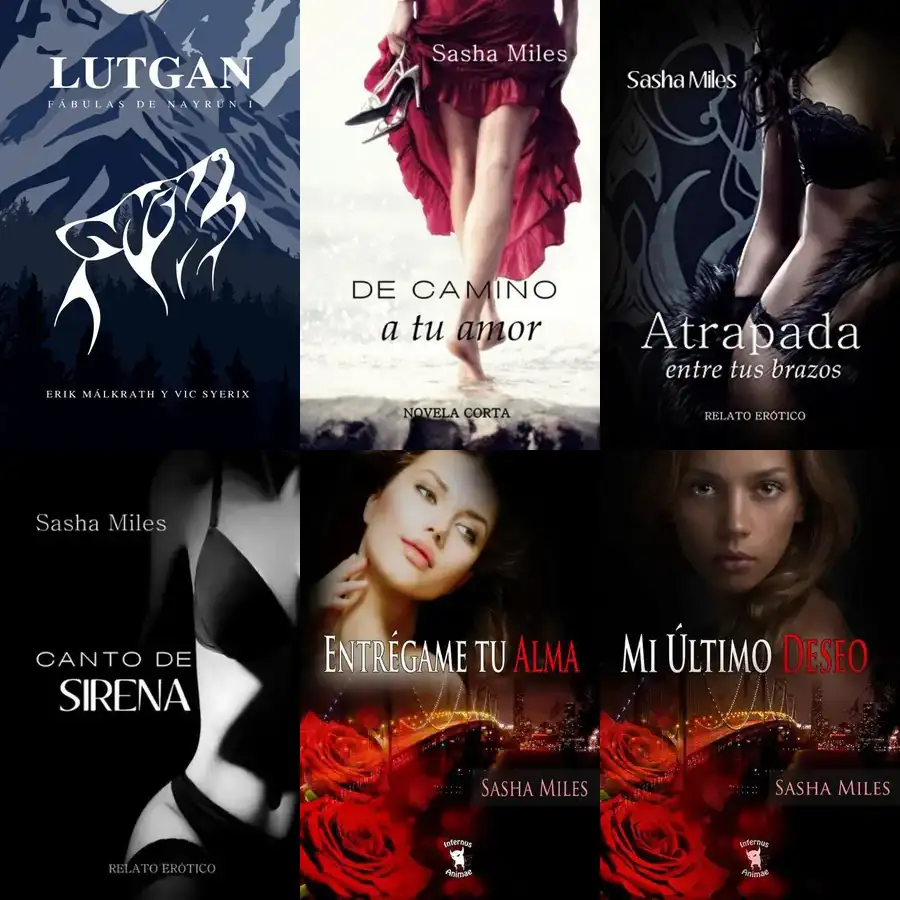 LUTGAN
FÁBULAS DE NAYRUN I
ERIK MÁLKRATH Y VIC SYERIX
Sasha Miles
DE CAMINO
a tu amor
NOVELA CORTA
Sasha Miles
Atrapada
entre tus brazos
RELATO ERÓTICO
Sasha Miles
CANTO DE
SIRENA
RELATO ERÓTICO
ENTRÉGAME TU ALMA
SASHA MILES
Infernus
Animae
MI ÚLTIMO DESEO
SASHA MILES
Infernus
Animae